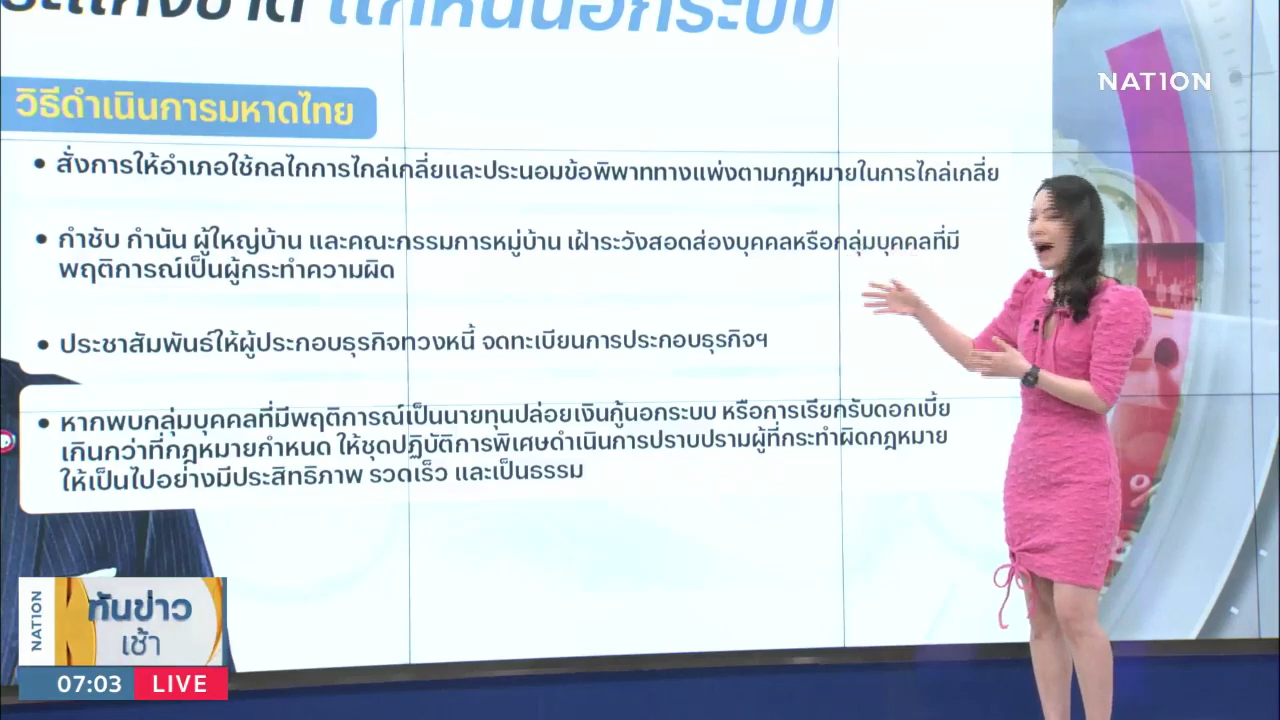 แก้หนี้นอกระบบ
NATION
วิธีดำเนินการมหาดไทย
• สั่งการให้อำเภอใช้กลไกการไกล่เกลี่ยและประนอมข้อพิพาททางแพ่งตามกฎหมายในการไกล่เกลี่ย
• กำชับ กำนัน ผู้ใหญ่บ้าน และคณะกรรมการหมู่บ้าน เฝ้าระวังสอดส่องบุคคลหรือกลุ่มบุคคลที่มี
พฤติการณ์เป็นผู้กระทำความผิด
• ประชาสัมพันธ์ให้ผู้ประกอบธุรกิจทวงหนี้ จดทะเบียนการประกอบธุรกิจฯ
• หากพบกลุ่มบุคคลที่มีพฤติการณ์เป็นนายทุนปล่อยเงินกู้นอกระบบ หรือการเรียกรับดอกเบี้ย
เกินกว่าที่กฎหมายกำหนด ให้ชุดปฏิบัติการพิเศษดำเนินการปราบปรามผู้ที่กระทำผิดกฎหมาย
ให้เป็นไปอย่างมีประสิทธิภาพ รวดเร็ว และเป็นธรรม
%
NATION
ทันข่าว
เช้า
07:03 LIVE